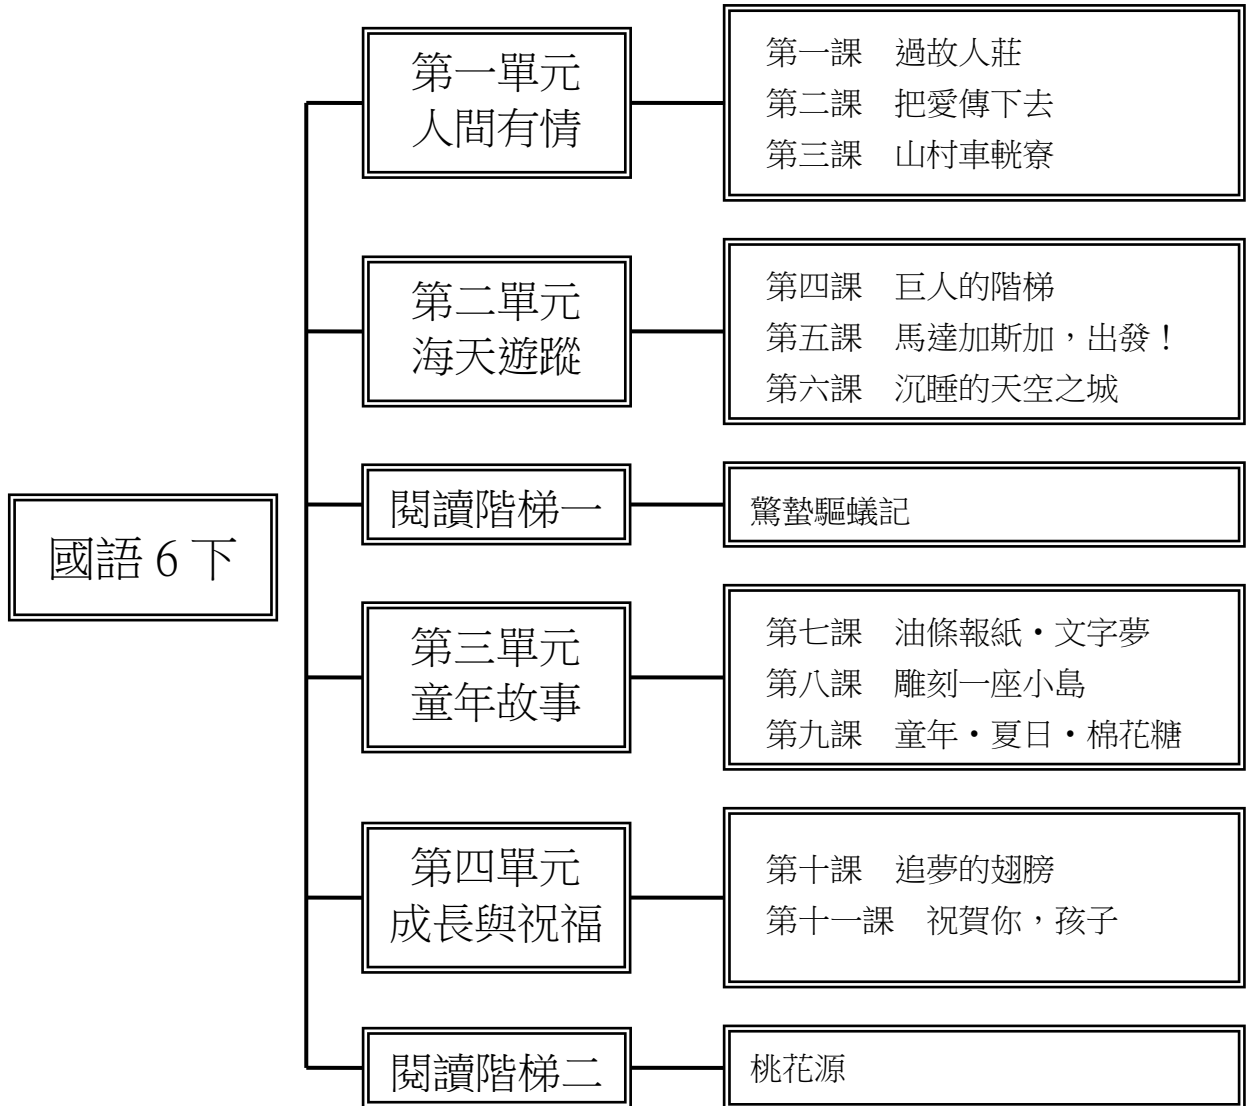 國語 6 下
第一單元
人間有情
第一課　過故人莊
第二課　把愛傳下去
第三課　山村車輄寮
第二單元
海天遊蹤
第四課　巨人的階梯
第五課　馬達加斯加，出發！
第六課　沉睡的天空之城
閱讀階梯一
驚蟄驅蟻記
第三單元
童年故事
第七課　油條報紙・文字夢
第八課　雕刻一座小島
第九課　童年・夏日・棉花糖
第四單元
成長與祝福
第十課　追夢的翅膀
第十一課　祝賀你，孩子
閱讀階梯二
桃花源